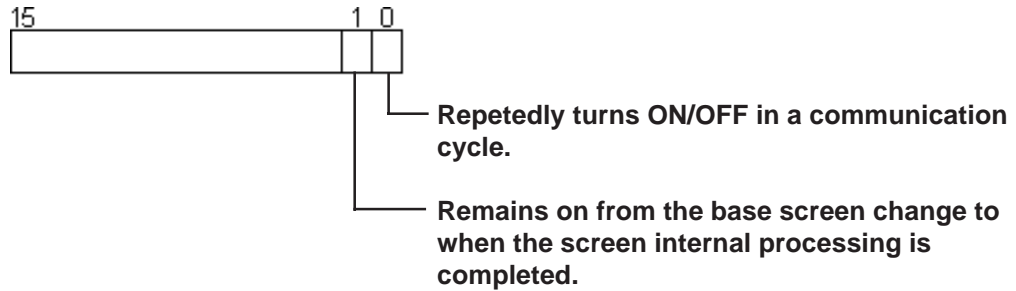 15 1 0
Repetedly turns ON/OFF in a communication
cycle.
Remains on from the base screen change to
when the screen internal processing is
completed.